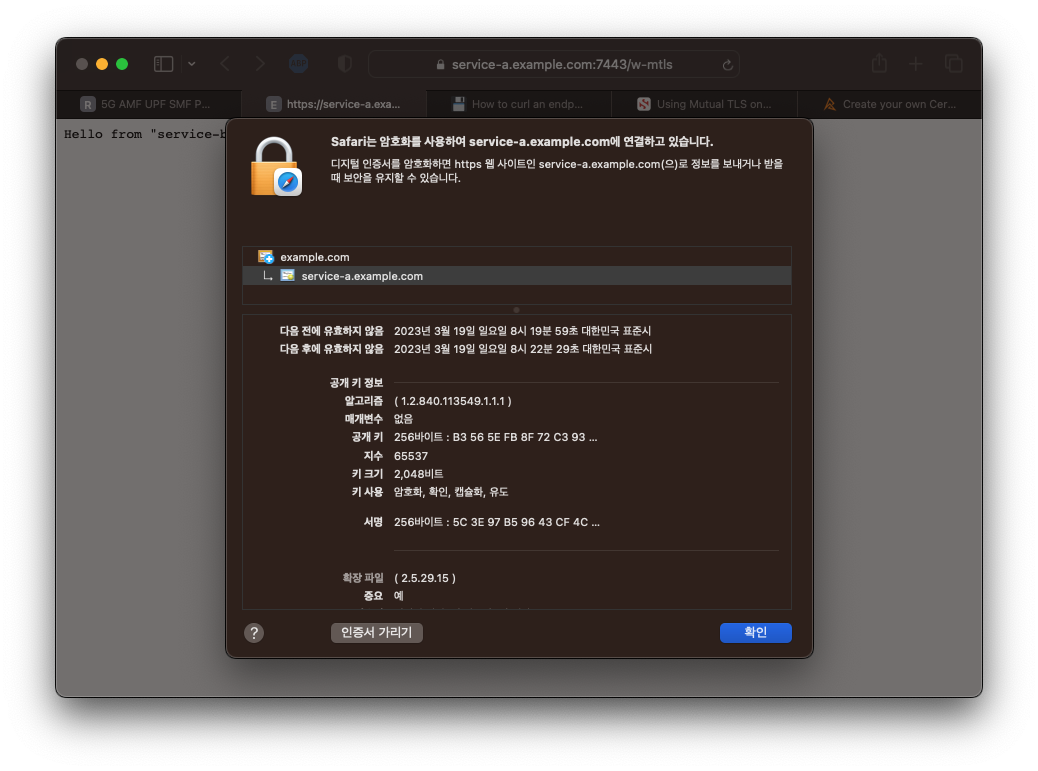 service-a.example.com:7443/w-mtls
R 5G AMF UPF SMF P...
E https://service-a.exa...
How to curl an endp...
S Using Mutual TLS on...
Create your own Cer...
Hello from "service-b
Safari는 암호화를 사용하여 service-a.example.com에 연결하고 있습니다.
디지털 인증서를 암호화하면 https 웹 사이트인 service-a.example.com(으)로 정보를 보내거나 받을
때 보안을 유지할 수 있습니다.
example.com
service-a.example.com
다음 전에 유효하지 않음 2023년 3월 19일 일요일 8시 19분 59초 대한민국 표준시
다음 후에 유효하지 않음 2023년 3월 19일 일요일 8시 22분 29초 대한민국 표준시
공개 키 정보
알고리즘 ( 1.2.840.113549.1.1.1 )
매개변수 없음
공개 키 256바이트 : B3 56 5E FB 8F 72 C3 93 ...
지수 65537
키 크기 2,048비트
키 사용 암호화, 확인, 캡슐화, 유도
서명 256바이트 : 5C 3E 97 B5 96 43 CF 4C ...
확장 파일 ( 2.5.29.15 )
중요 예
? 인증서 가리기 확인